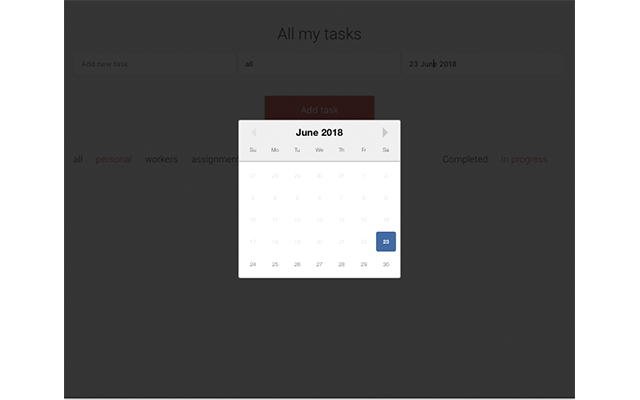 All my tasks
Add new task all 23 June 2018
Add task
June 2018
Su Mo Tu We Th Fr Sa
all personal workers assignment Completed In progress
27 28 29 30 31 1 2
3 4 5 6 7 8 9
10 11 12 13 14 15 16
17 18 19 20 21 22 23
24 25 26 27 28 29 30